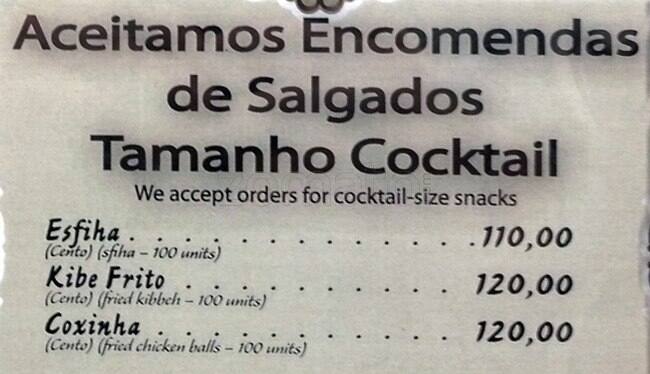 Aceitamos Encomendas
de Salgados
Tamanho Cocktail
We accept orders for cocktail-size snacks
Esfiha . . . . . . . . . . . . . . 110,00
(Cento) (sfiha – 100 units)
Kibe Frito . . . . . . . . . . . 120,00
(Cento) (fried kibbeh – 100 units)
Coxinha . . . . . . . . . . . . 120,00
(Cento) (fried chicken balls – 100 units)